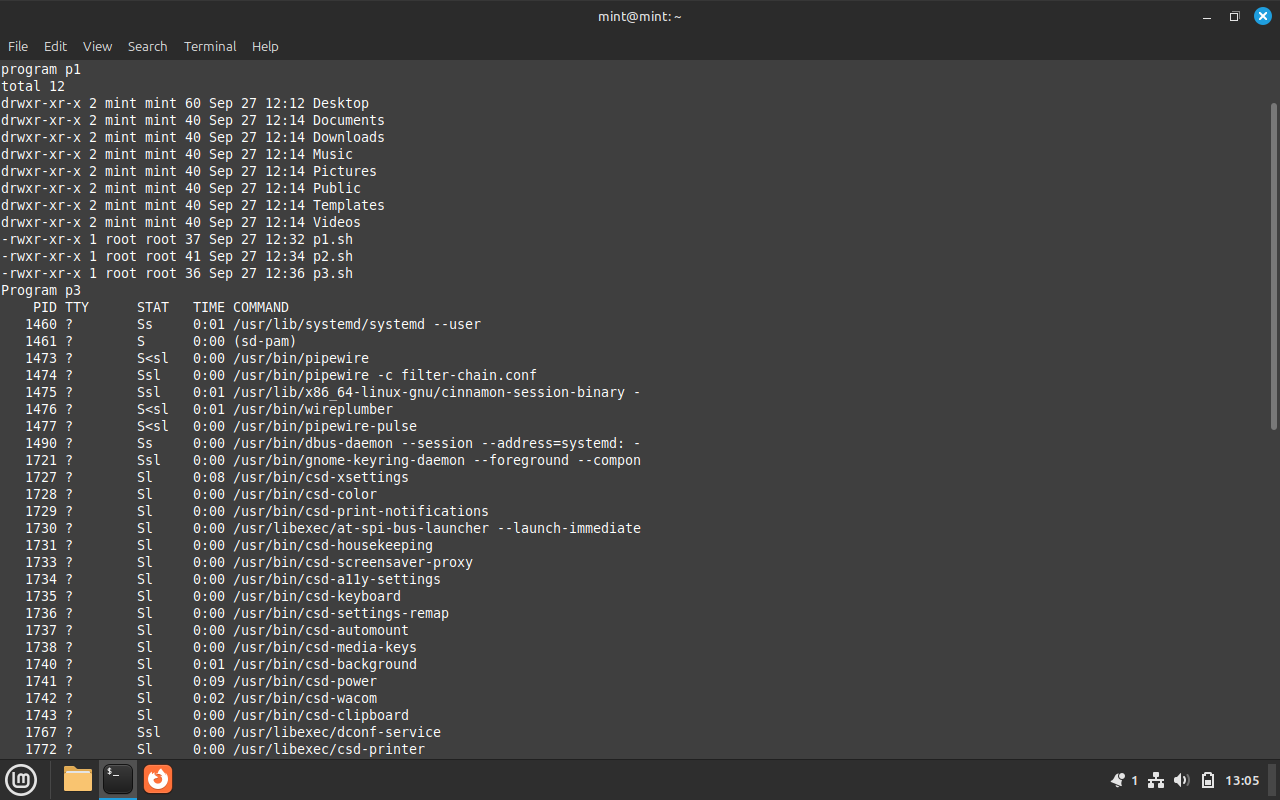 mint@mint: ~
File Edit View Search Terminal Help
program p1
total 12
drwxr-xr-x 2 mint mint 60 Sep 27 12:12 Desktop
drwxr-xr-x 2 mint mint 40 Sep 27 12:14 Documents
drwxr-xr-x 2 mint mint 40 Sep 27 12:14 Downloads
drwxr-xr-x 2 mint mint 40 Sep 27 12:14 Music
drwxr-xr-x 2 mint mint 40 Sep 27 12:14 Pictures
drwxr-xr-x 2 mint mint 40 Sep 27 12:14 Public
drwxr-xr-x 2 mint mint 40 Sep 27 12:14 Templates
drwxr-xr-x 2 mint mint 40 Sep 27 12:14 Videos
-rwxr-xr-x 1 root root 37 Sep 27 12:32 p1.sh
-rwxr-xr-x 1 root root 41 Sep 27 12:34 p2.sh
-rwxr-xr-x 1 root root 36 Sep 27 12:36 p3.sh
Program p3
PID TTY STAT TIME COMMAND
1460 ? Ss 0:01 /usr/lib/systemd/systemd --user
1461 ? S 0:00 (sd-pam)
1473 ? S<sl 0:00 /usr/bin/pipewire
1474 ? Ssl 0:00 /usr/bin/pipewire -c filter-chain.conf
1475 ? Ssl 0:01 /usr/lib/x86_64-linux-gnu/cinnamon-session-binary -
1476 ? S<sl 0:01 /usr/bin/wireplumber
1477 ? S<sl 0:00 /usr/bin/pipewire-pulse
1490 ? Ss 0:00 /usr/bin/dbus-daemon --session --address=systemd: -
1721 ? Ssl 0:00 /usr/bin/gnome-keyring-daemon --foreground --compon
1727 ? Sl 0:08 /usr/bin/csd-xsettings
1728 ? Sl 0:00 /usr/bin/csd-color
1729 ? Sl 0:00 /usr/bin/csd-print-notifications
1730 ? Sl 0:00 /usr/libexec/at-spi-bus-launcher --launch-immediate
1731 ? Sl 0:00 /usr/bin/csd-housekeeping
1733 ? Sl 0:00 /usr/bin/csd-screensaver-proxy
1734 ? Sl 0:00 /usr/bin/csd-a11y-settings
1735 ? Sl 0:00 /usr/bin/csd-keyboard
1736 ? Sl 0:00 /usr/bin/csd-settings-remap
1737 ? Sl 0:00 /usr/bin/csd-automount
1738 ? Sl 0:00 /usr/bin/csd-media-keys
1740 ? Sl 0:01 /usr/bin/csd-background
1741 ? Sl 0:09 /usr/bin/csd-power
1742 ? Sl 0:02 /usr/bin/csd-wacom
1743 ? Sl 0:00 /usr/bin/csd-clipboard
1767 ? Ssl 0:00 /usr/libexec/dconf-service
1772 ? Sl 0:00 /usr/libexec/csd-printer
1 13:05